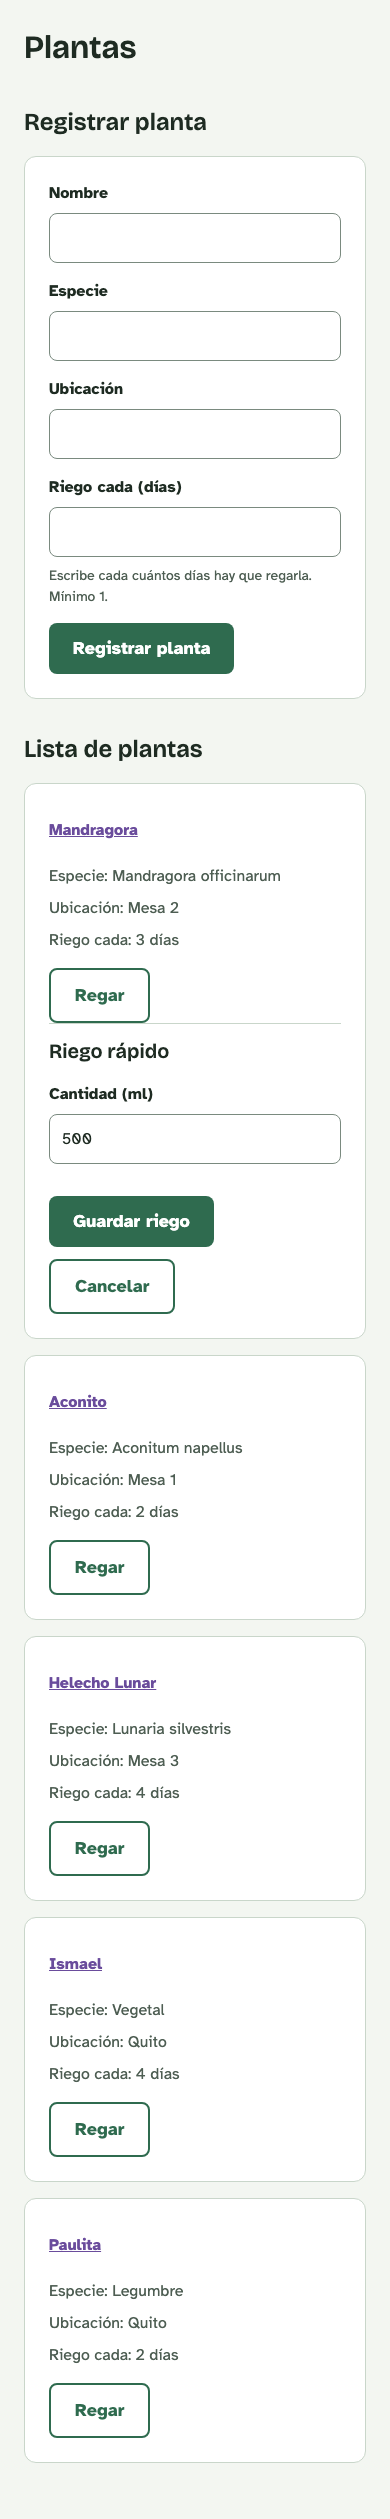 Plantas
Registrar planta
Nombre
Especie
Ubicación
Riego cada (días)
Escribe cada cuántos días hay que regarla.
Mínimo 1.
Registrar planta
Lista de plantas
Mandragora
Especie: Mandragora officinarum
Ubicación: Mesa 2
Riego cada: 3 días
Regar
Riego rápido
Cantidad (ml)
500
Guardar riego
Cancelar
Aconito
Especie: Aconitum napellus
Ubicación: Mesa 1
Riego cada: 2 días
Regar
Helecho Lunar
Especie: Lunaria silvestris
Ubicación: Mesa 3
Riego cada: 4 días
Regar
Ismael
Especie: Vegetal
Ubicación: Quito
Riego cada: 4 días
Regar
Paulita
Especie: Legumbre
Ubicación: Quito
Riego cada: 2 días
Regar